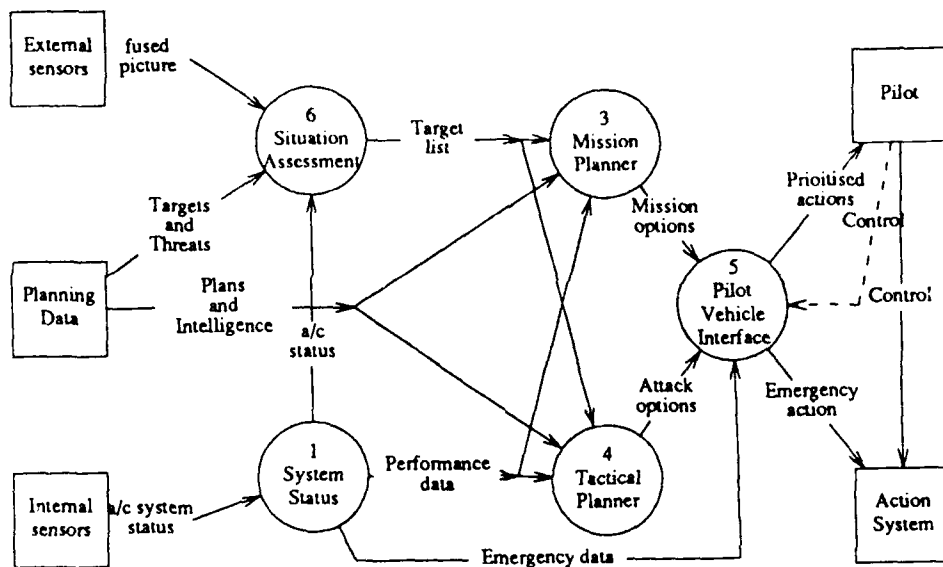 External
sensors
fused
picture
6
Situation
Assessment
Target
list
3
Mission
Planner
Pilot
Prioitised
actions
Control
Mission
options
Targets
and
Threats
Planning
Data
Plans
and
Intelligence
a/c
status
5
Pilot
Vehicle
Interface
Control
Attack
options
Emergency
action
1
System
Status
Performance
data
4
Tactical
Planner
Internal
sensors
a/c system
status
Action
System
Emergency data